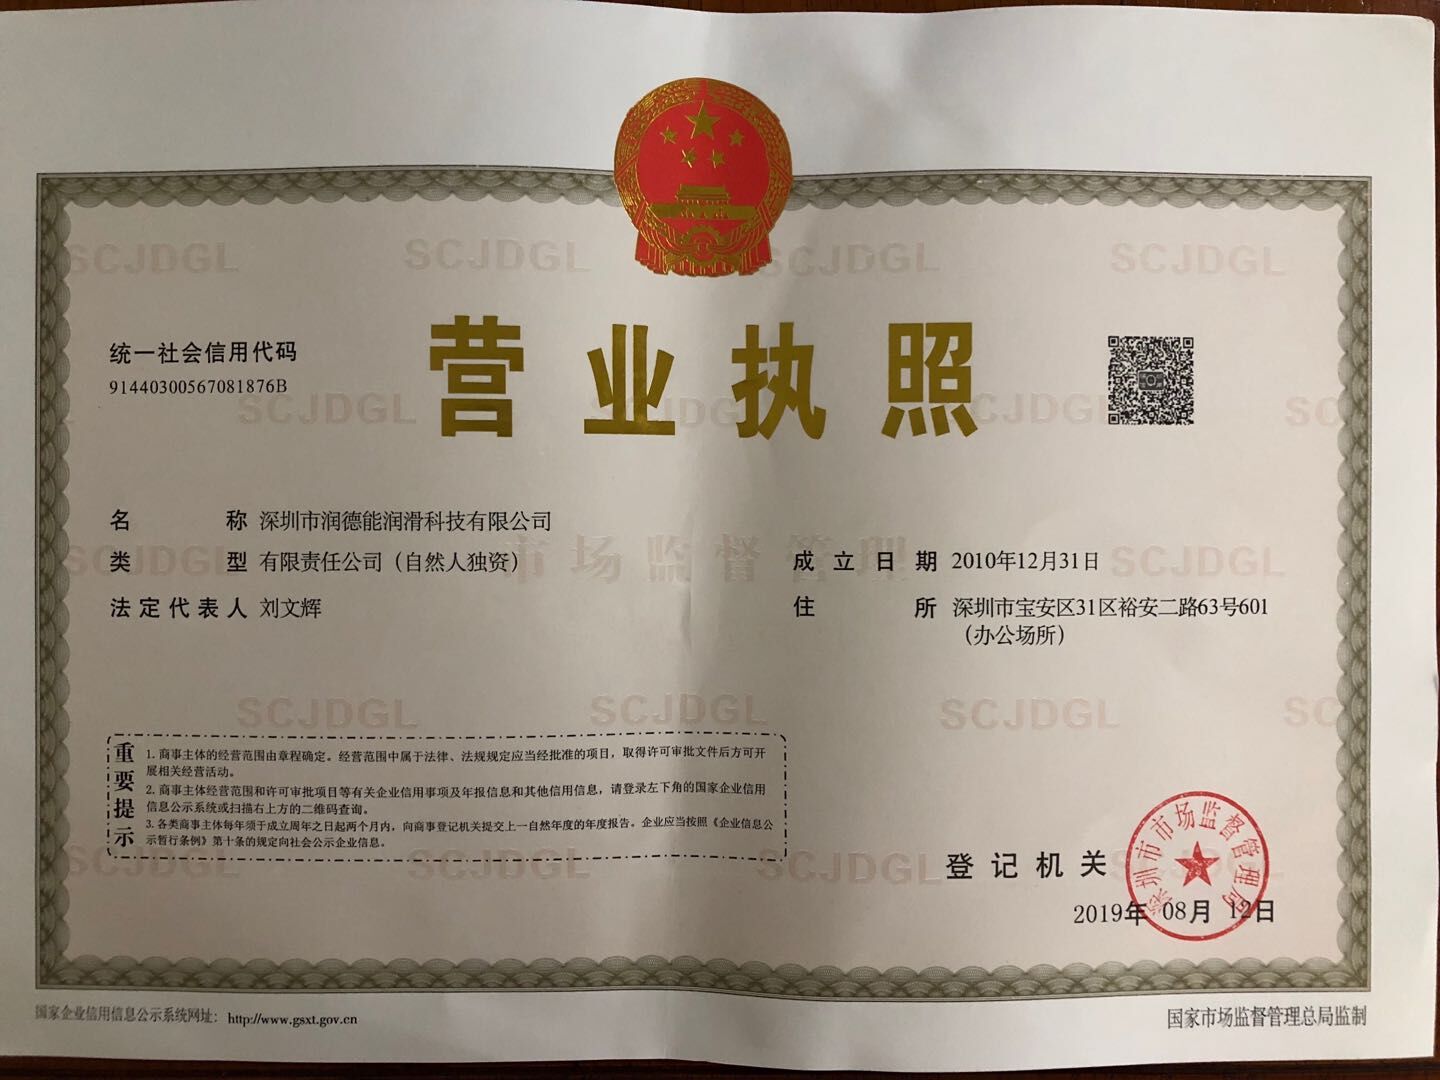 营业执照
统一社会信用代码
91440300567081876B
名称 深圳市润德能润滑科技有限公司
类型 有限责任公司（自然人独资）
法定代表人 刘文辉
成立日期 2010年12月31日
住所 深圳市宝安区31区裕安二路63号601
（办公场所）
重要提示
1. 商事主体的经营范围由章程确定。经营范围中属于法律、法规规定应当经批准的项目，取得许可审批文件后方可开
展相关经营活动。
2. 商事主体经营范围和许可审批项目等有关企业信用事项及年报信息和其他信用信息，请登录左下角的国家企业信用
信息公示系统或扫描右上方的二维码查询。
3. 各类商事主体每年须于成立周年之日起两个月内，向商事登记机关提交上一自然年度的年度报告。企业应当按照《企业信息公
示暂行条例》第十条的规定向社会公示企业信息。
登记机关
深圳市市场监督管理局
2019年 08月 12日
国家企业信用信息公示系统网址： http://www.gsxt.gov.cn
国家市场监督管理总局监制
SCJDGL
市场监督管理